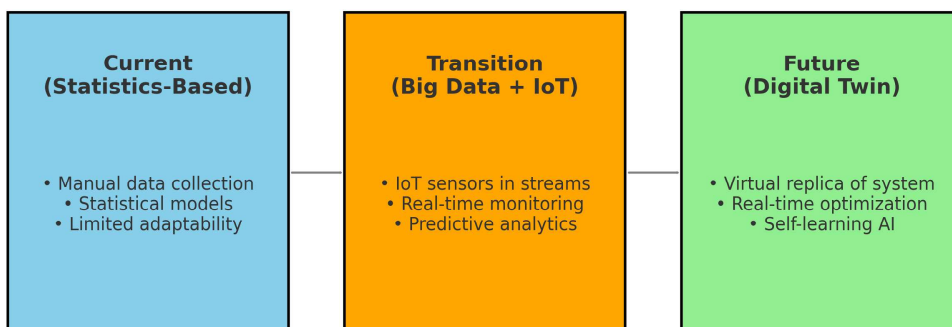 Current
(Statistics-Based)
• Manual data collection
• Statistical models
• Limited adaptability
Transition
(Big Data + IoT)
• IoT sensors in streams
• Real-time monitoring
• Predictive analytics
Future
(Digital Twin)
• Virtual replica of system
• Real-time optimization
• Self-learning AI